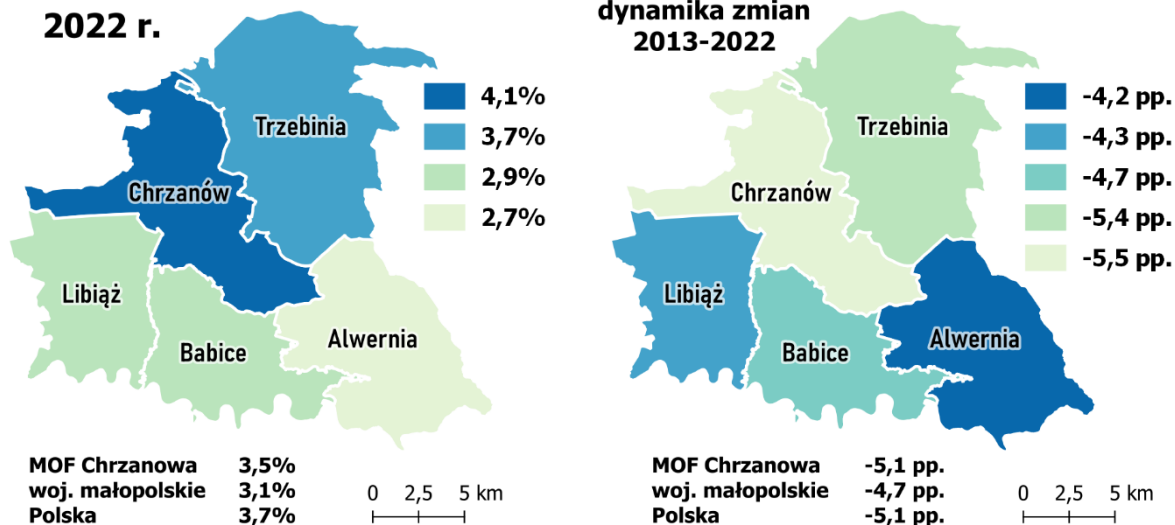 2022 r.
4,1%
3,7%
2,9%
2,7%
Trzebinia
Chrzanów
Libiąż
Babice
Alwernia
MOF Chrzanowa 3,5%
woj. małopolskie 3,1%
Polska 3,7%
0 2,5 5 km
dynamika zmian
2013-2022
-4,2 pp.
-4,3 pp.
-4,7 pp.
-5,4 pp.
-5,5 pp.
Trzebinia
Chrzanów
Libiąż
Babice
Alwernia
MOF Chrzanowa -5,1 pp.
woj. małopolskie -4,7 pp.
Polska -5,1 pp.
0 2,5 5 km